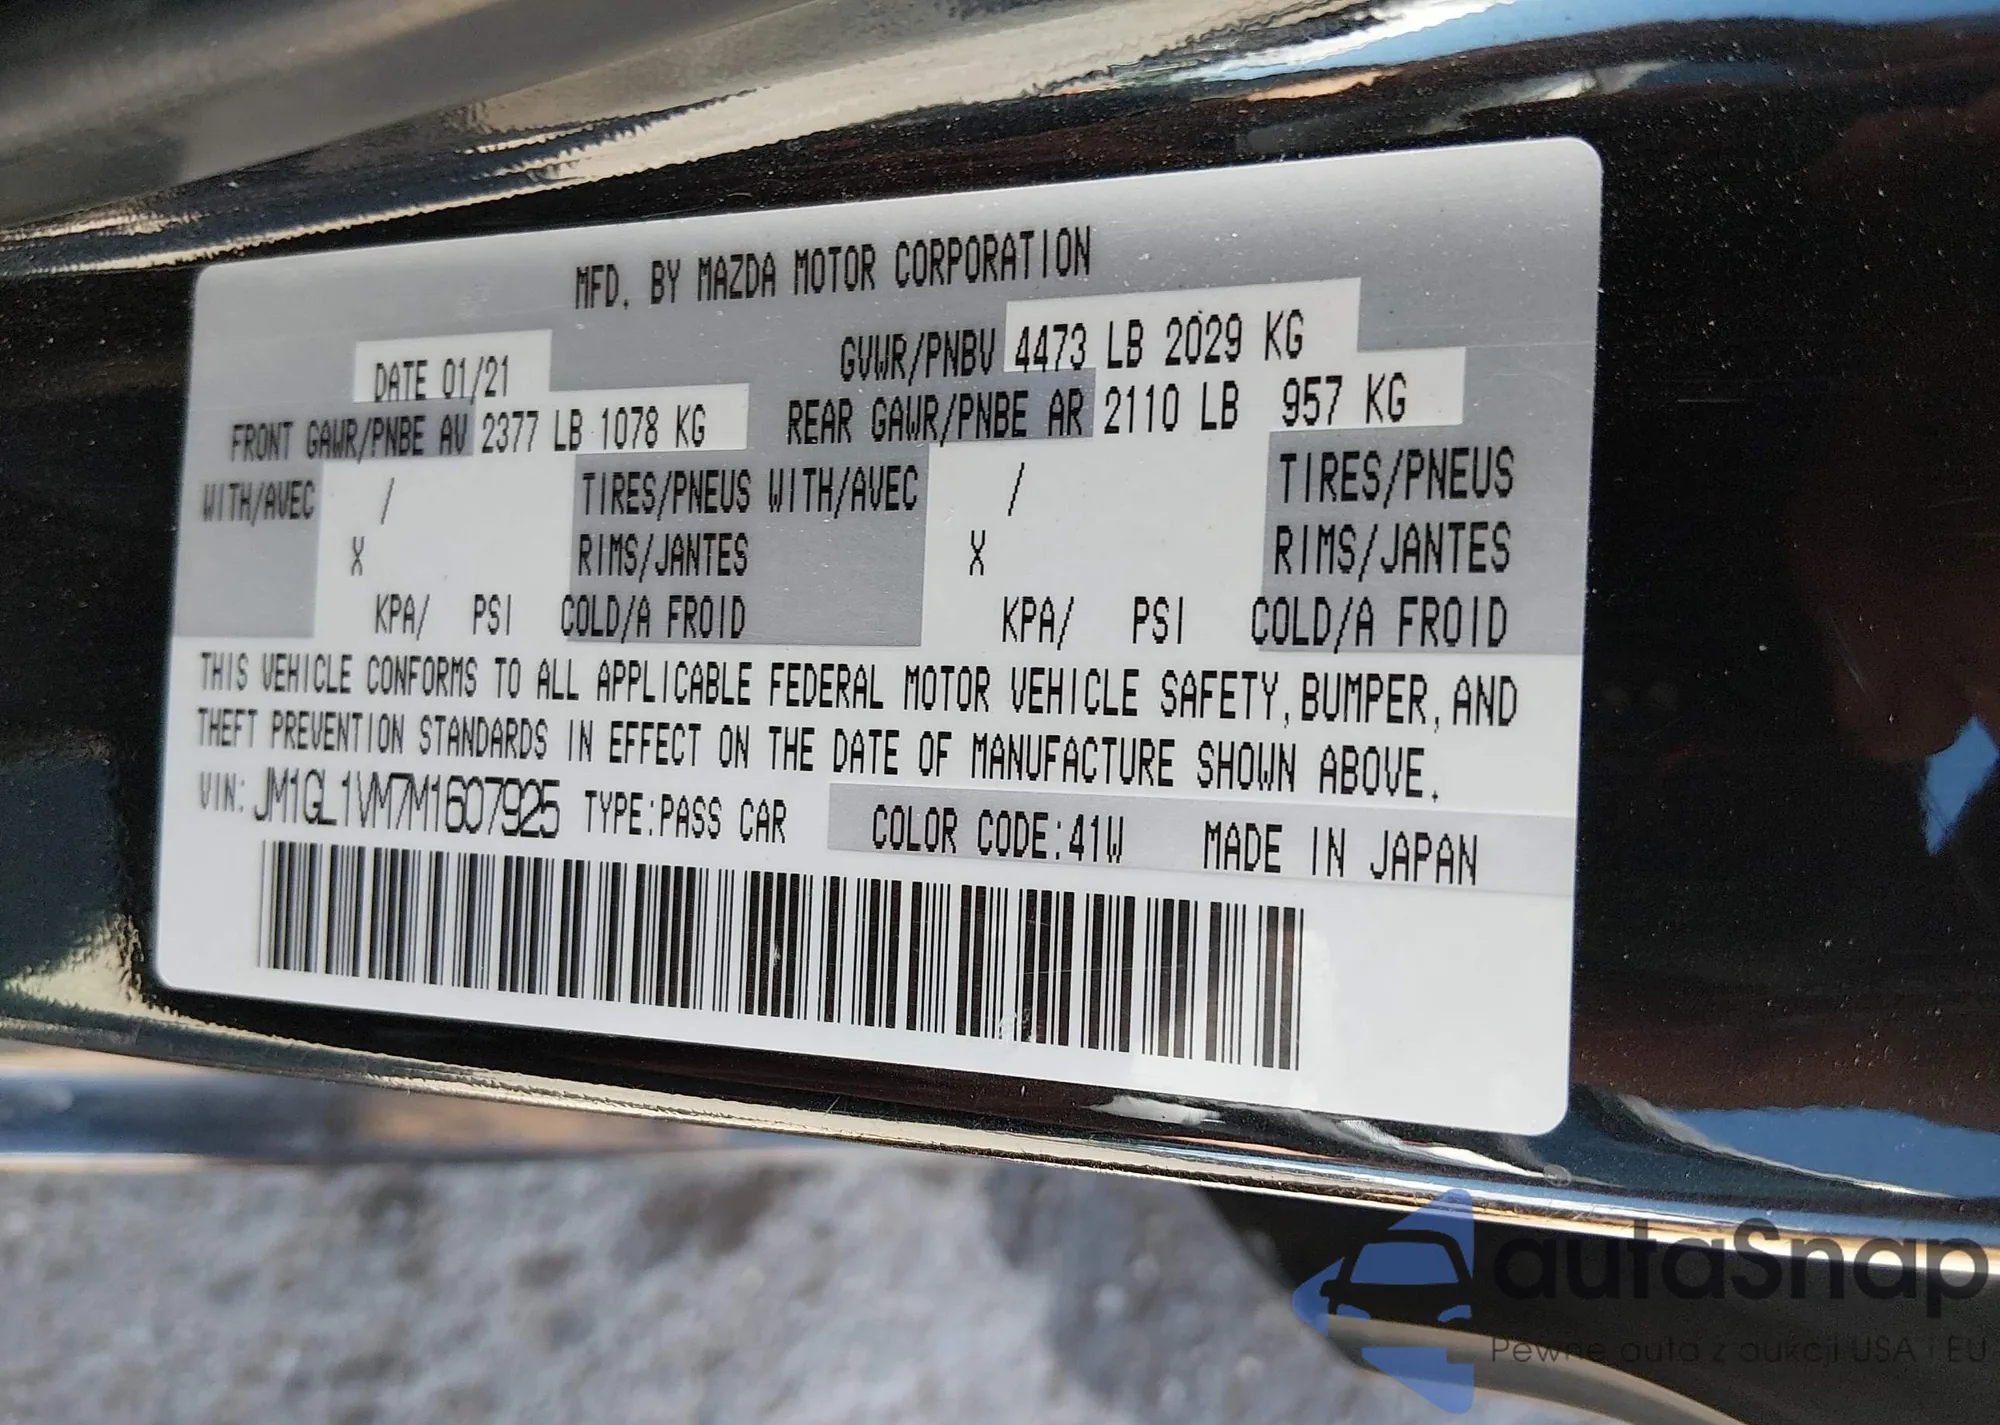 MFD. BY MAZDA MOTOR CORPORATION
DATE 01/21 GVWR/PNBV 4473 LB 2029 KG
FRONT GAWR/PNBE AV 2377 LB 1078 KG REAR GAWR/PNBE AR 2110 LB 957 KG
WITH/AVEC / TIRES/PNEUS WITH/AVEC / TIRES/PNEUS
X RIMS/JANTES X RIMS/JANTES
KPA/ PSI COLD/A FROID KPA/ PSI COLD/A FROID
THIS VEHICLE CONFORMS TO ALL APPLICABLE FEDERAL MOTOR VEHICLE SAFETY, BUMPER, AND
THEFT PREVENTION STANDARDS IN EFFECT ON THE DATE OF MANUFACTURE SHOWN ABOVE.
VIN: JM1GL1VM7M1607925 TYPE:PASS CAR COLOR CODE:41W MADE IN JAPAN
autaSnap
Pewne auta z aukcji USA i EU